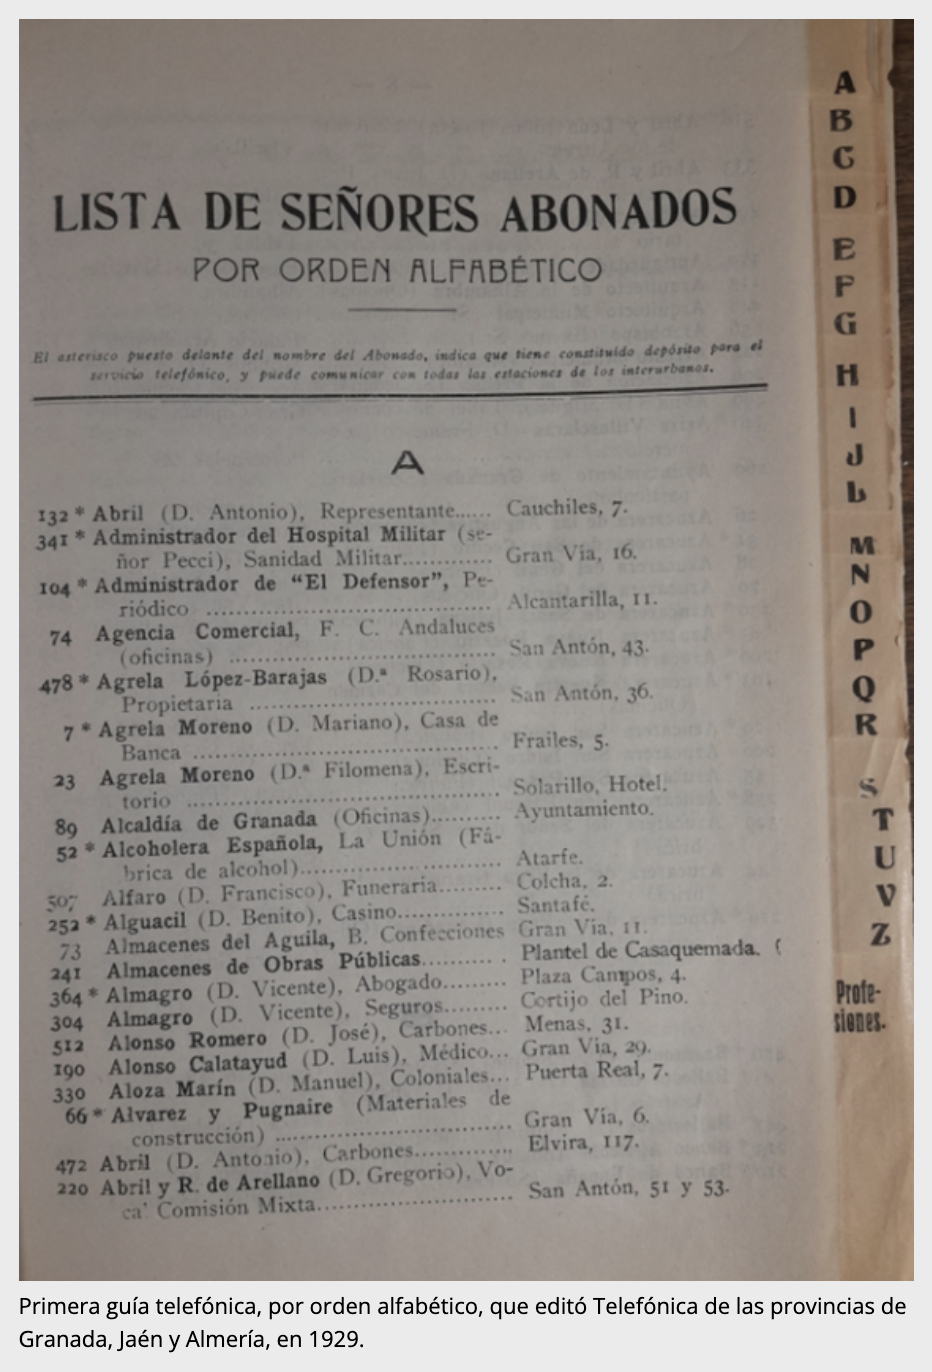 LISTA DE SEÑORES ABONADOS
POR ORDEN ALFABÉTICO
El asterisco puesto delante del nombre del Abonado, indica que tiene constituído depósito para el
servicio telefónico, y puede comunicar con todas las estaciones de los interurbanos.
A
132 * Abril (D. Antonio), Representante...... Cauchiles, 7.
341 * Administrador del Hospital Militar (se-
ñor Pecci), Sanidad Militar............ Gran Vía, 16.
104 * Administrador de “El Defensor”, Pe-
riódico .................................... Alcantarilla, 11.
74 Agencia Comercial, F. C. Andaluces
(oficinas) ................................. San Antón, 43.
478 * Agrela López-Barajas (D.ª Rosario),
Propietaria ............................... San Antón, 36.
7 * Agrela Moreno (D. Mariano), Casa de
Banca ....................................... Frailes, 5.
23 Agrela Moreno (D.ª Filomena), Escri-
torio ....................................... Solarillo, Hotel.
89 Alcaldía de Granada (Oficinas).......... Ayuntamiento.
52 * Alcoholera Española, La Unión (Fá-
brica de alcohol).......................... Atarfe.
507 Alfaro (D. Francisco), Funeraria......... Colcha, 2.
252 * Alguacil (D. Benito), Casino............... Santafé.
73 Almacenes del Aguila, B. Confecciones Gran Vía, 11.
241 Almacenes de Obras Públicas.......... . Plantel de Casaquemada. (
364 * Almagro (D. Vicente), Abogado......... Plaza Campos, 4.
304 Almagro (D. Vicente), Seguros......... Cortijo del Pino.
512 Alonso Romero (D. José), Carbones... Menas, 31.
190 Alonso Calatayud (D. Luis), Médico... Gran Vía, 29.
330 Aloza Marín (D. Manuel), Coloniales... Puerta Real, 7.
66 * Alvarez y Pugnaire (Materiales de
construcción) ............................... Gran Vía, 6.
472 Abril (D. Antonio), Carbones.............. Elvira, 117.
220 Abril y R. de Arellano (D. Gregorio), Vo-
ca' Comisión Mixta......................... San Antón, 51 y 53.
A
B
C
D
E
F
G
H
I
J
L
M
N
O
P
Q
R
S
T
U
V
Z
Profe-
siones.
Primera guía telefónica, por orden alfabético, que editó Telefónica de las provincias de
Granada, Jaén y Almería, en 1929.